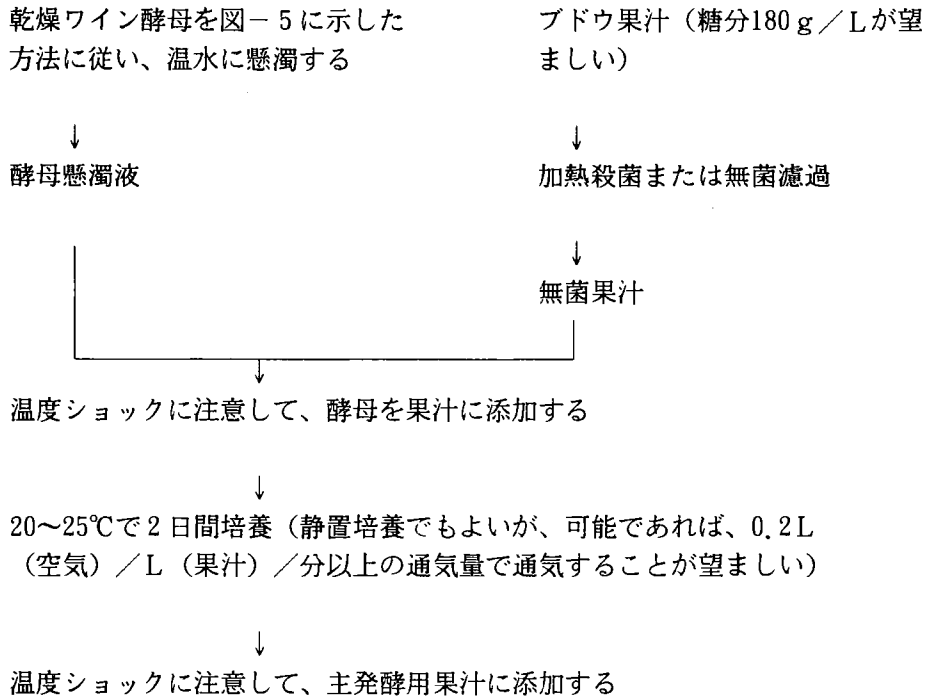 乾燥ワイン酵母を図－5に示した
方法に従い、温水に懸濁する
ブドウ果汁（糖分180ｇ／Ｌが望
ましい）
↓
↓
酵母懸濁液
加熱殺菌または無菌濾過
↓
無菌果汁
↓
温度ショックに注意して、酵母を果汁に添加する
↓
20～25℃で2日間培養（静置培養でもよいが、可能であれば、0.2Ｌ
（空気）／Ｌ（果汁）／分以上の通気量で通気することが望ましい）
↓
温度ショックに注意して、主発酵用果汁に添加する